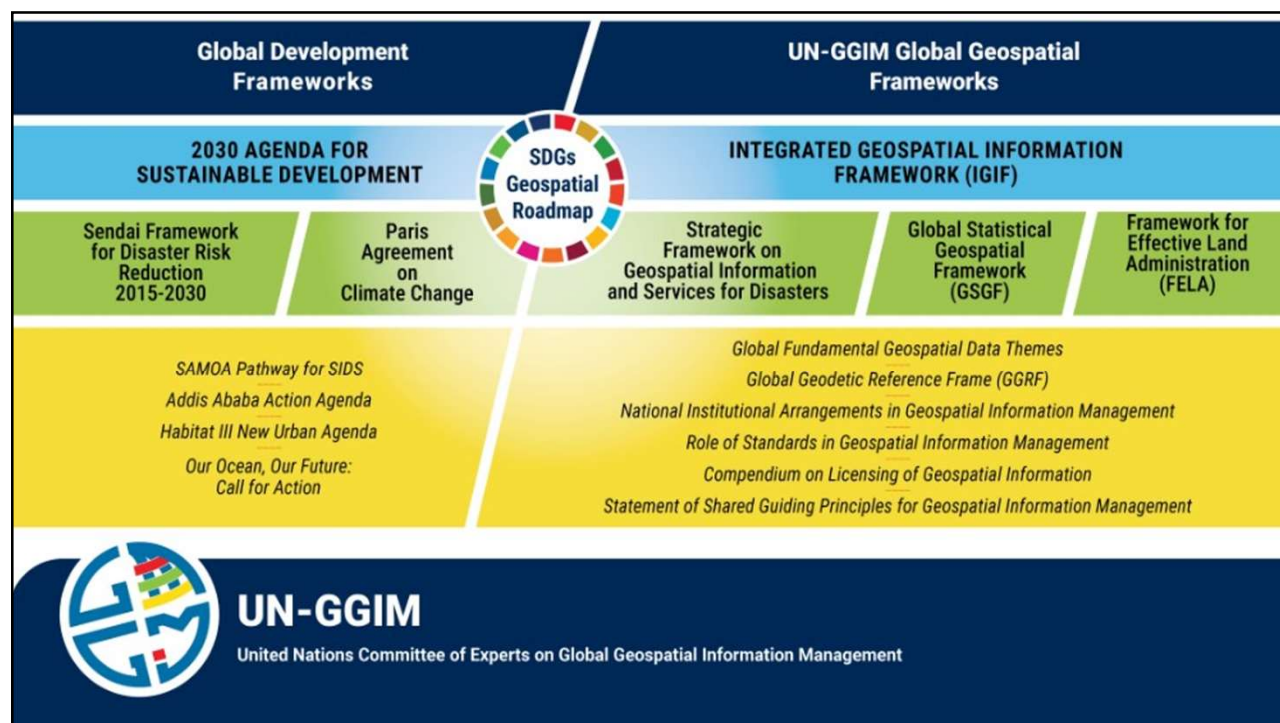 Global Development
Frameworks
UN-GGIM Global Geospatial
Frameworks
2030 AGENDA FOR
SUSTAINABLE DEVELOPMENT
SDGs
Geospatial
Roadmap
INTEGRATED GEOSPATIAL INFORMATION
FRAMEWORK (IGIF)
Sendai Framework
for Disaster Risk
Reduction
2015-2030
Paris
Agreement
on
Climate Change
Strategic
Framework on
Geospatial Information
and Services for Disasters
Global Statistical
Geospatial
Framework
(GSGF)
Framework for
Effective Land
Administration
(FELA)
SAMOA Pathway for SIDS
Addis Ababa Action Agenda
Habitat III New Urban Agenda
Our Ocean, Our Future:
Call for Action
Global Fundamental Geospatial Data Themes
Global Geodetic Reference Frame (GGRF)
National Institutional Arrangements in Geospatial Information Management
Role of Standards in Geospatial Information Management
Compendium on Licensing of Geospatial Information
Statement of Shared Guiding Principles for Geospatial Information Management
UN-GGIM
United Nations Committee of Experts on Global Geospatial Information Management